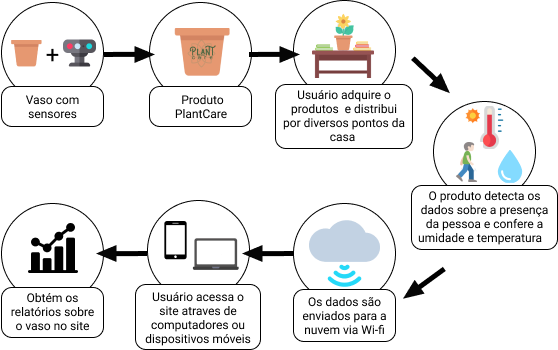 +
PLANT
Vaso com
sensores
Produto
PlantCare
Usuário adquire o
produtos e distribui
por diversos pontos da
casa
O produto detecta os
dados sobre a presença
da pessoa e confere a
umidade e temperatura
Os dados são
enviados para a
nuvem via Wi-fi
Usuário acessa o
site atraves de
computadores ou
dispositivos móveis
Obtém os
relatórios sobre
o vaso no site